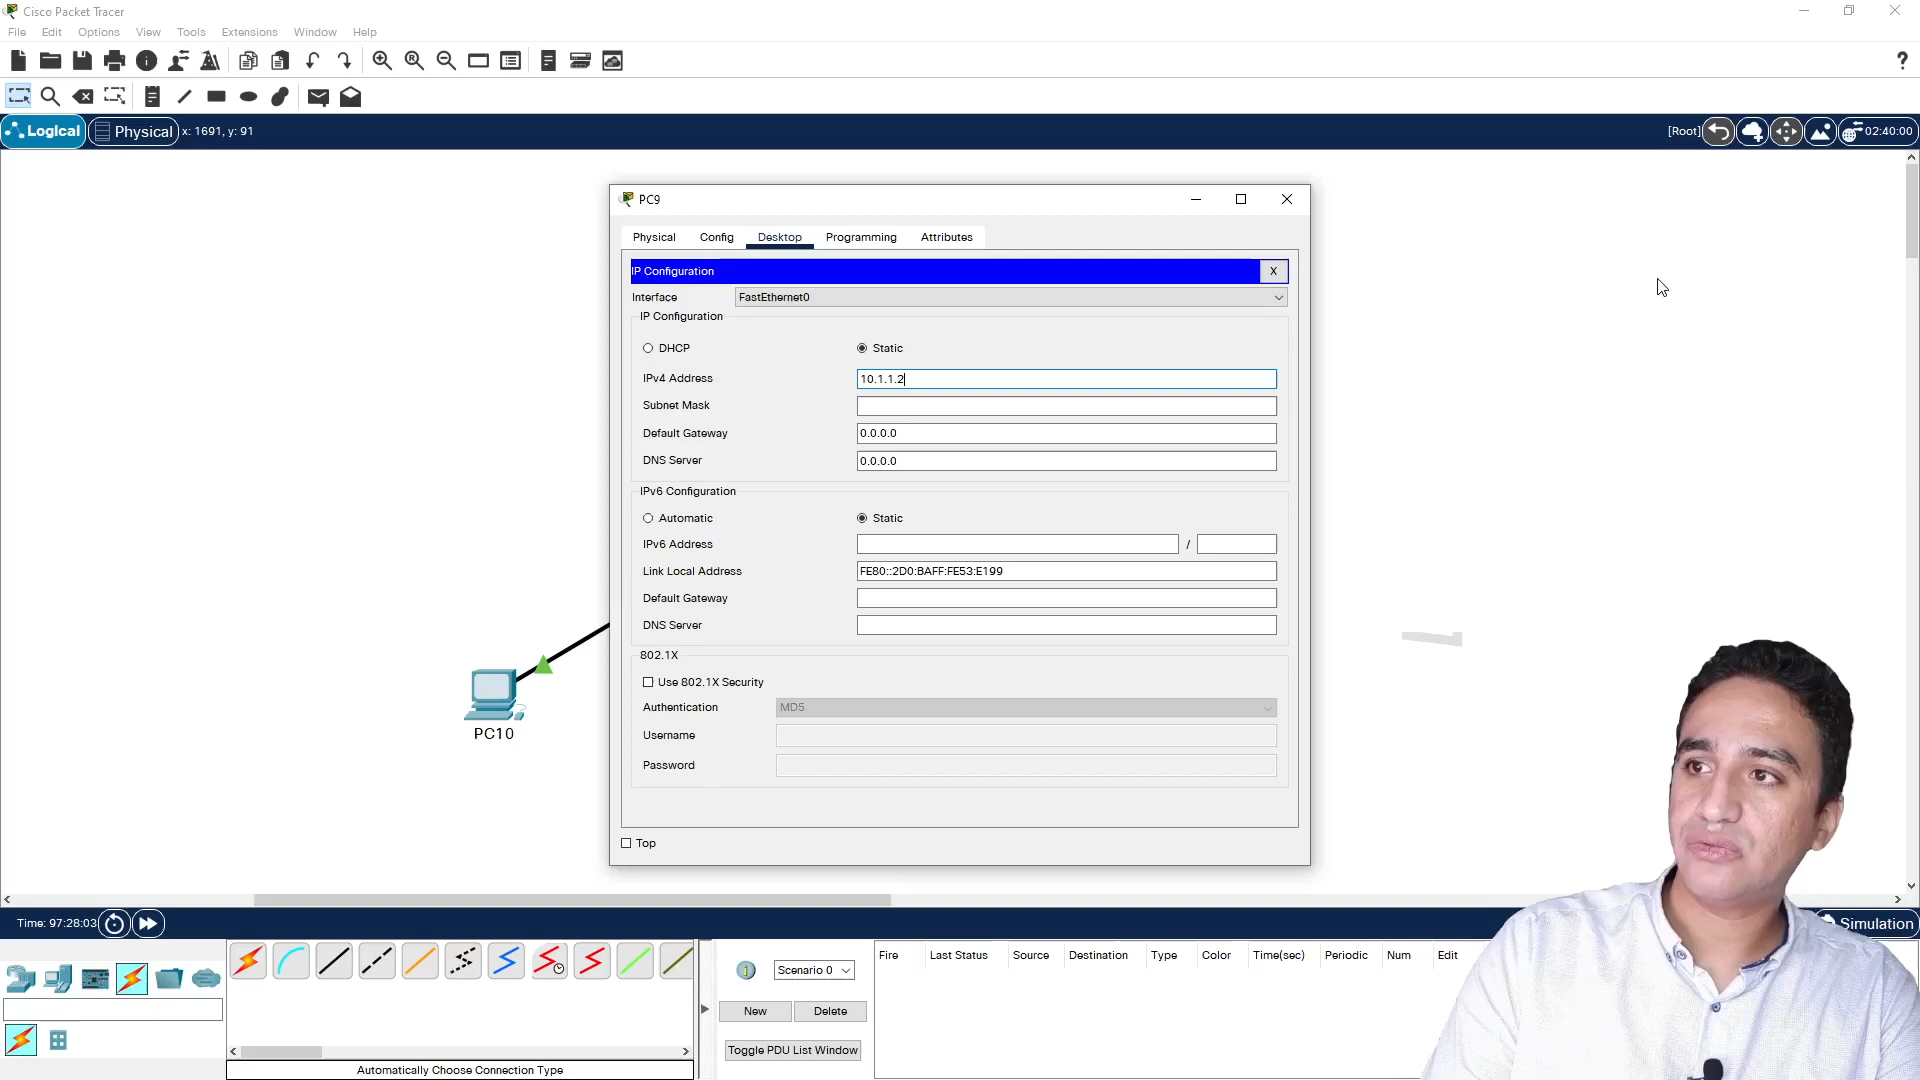 Cisco Packet Tracer
File Edit Options View Tools Extensions Window Help
?
Logical Physical x: 1691, y: 91 [Root] 02:40:00
PC9
Physical Config Desktop Programming Attributes
IP Configuration X
Interface FastEthernet0
IP Configuration
DHCP Static
IPv4 Address 10.1.1.2
Subnet Mask
Default Gateway 0.0.0.0
DNS Server 0.0.0.0
IPv6 Configuration
Automatic Static
IPv6 Address /
Link Local Address FE80::2D0:BAFF:FE53:E199
Default Gateway
DNS Server
802.1X
Use 802.1X Security
Authentication MD5
Username
Password
Top
PC10
Time: 97:28:03 Simulation
Fire Last Status Source Destination Type Color Time(sec) Periodic Num Edit
Scenario 0
New Delete
Toggle PDU List Window
Automatically Choose Connection Type